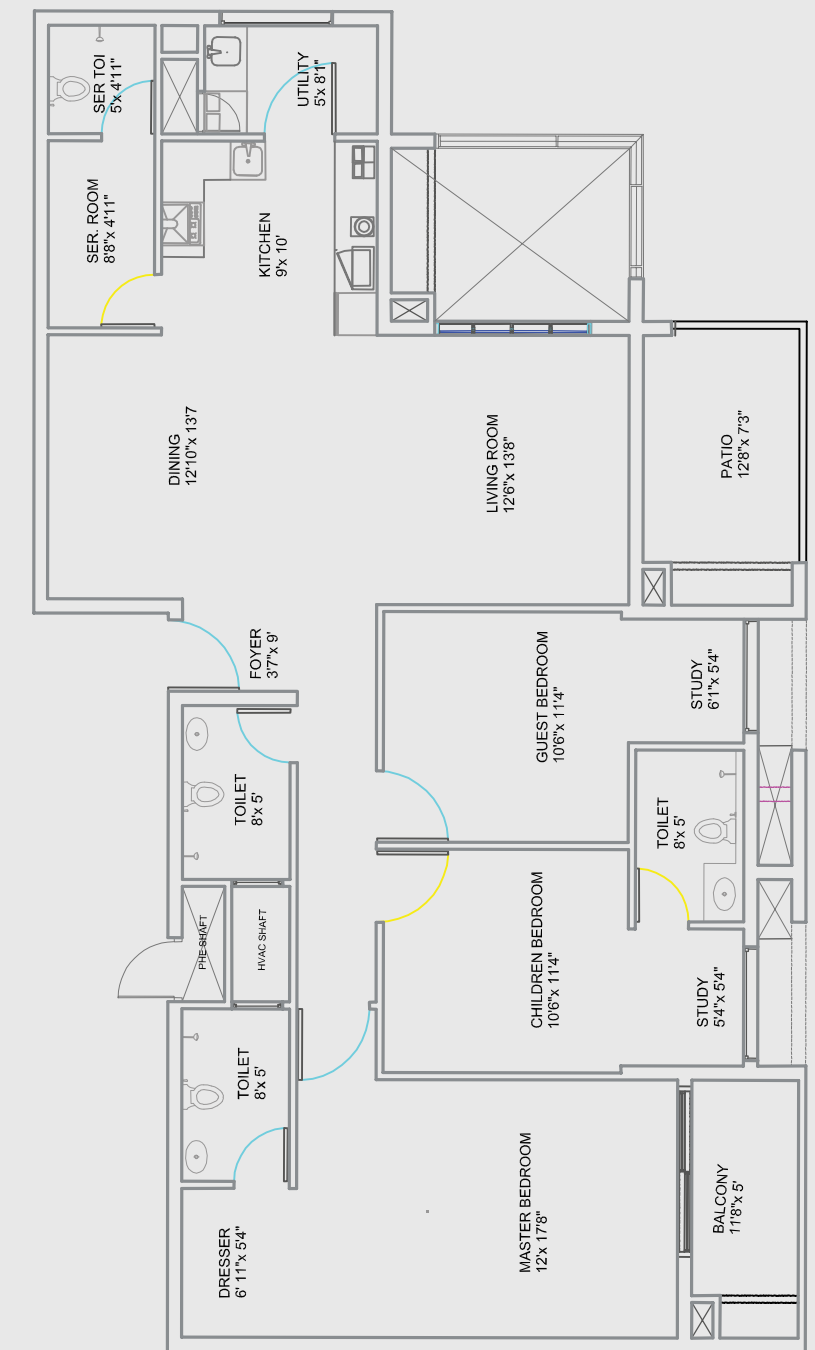 SER TOI
5'x 4'11"
UTILITY
5'x 8'1"
SER. ROOM
8'8"x 4'11"
KITCHEN
9'x 10'
DINING
12'10"x 13'7
LIVING ROOM
12'6"x 13'8"
PATIO
12'8"x 7'3"
FOYER
3'7"x 9'
GUEST BEDROOM
10'6"x 11'4"
STUDY
6'1"x 5'4"
TOILET
8'x 5'
TOILET
8'x 5'
PHE SHAFT
HVAC SHAFT
CHILDREN BEDROOM
10'6"x 11'4"
STUDY
5'4"x 5'4"
TOILET
8'x 5'
DRESSER
6' 11"x 5'4"
MASTER BEDROOM
12'x 17'8"
BALCONY
11'8"x 5'